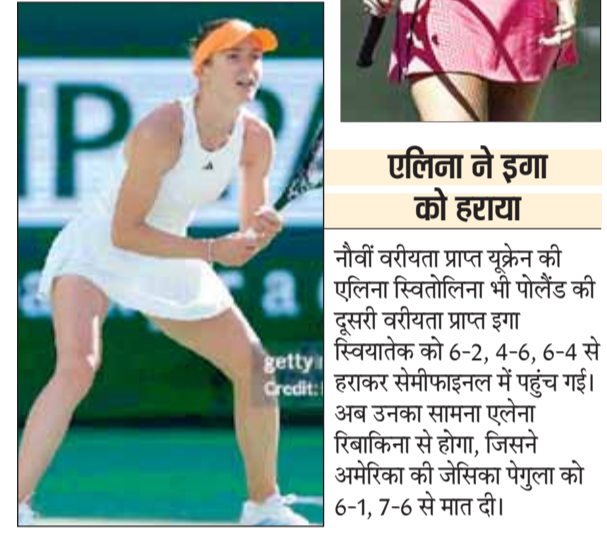 एलिना ने इगा
को हराया
नौवीं वरीयता प्राप्त यूक्रेन की
एलिना स्वितोलिना भी पोलैंड की
दूसरी वरीयता प्राप्त इगा
स्वियातेक को 6-2, 4-6, 6-4 से
हराकर सेमीफाइनल में पहुंच गई।
अब उनका सामना एलेना
रिबाकिना से होगा, जिसने
अमेरिका की जेसिका पेगुला को
6-1, 7-6 से मात दी।
getty
Credit: